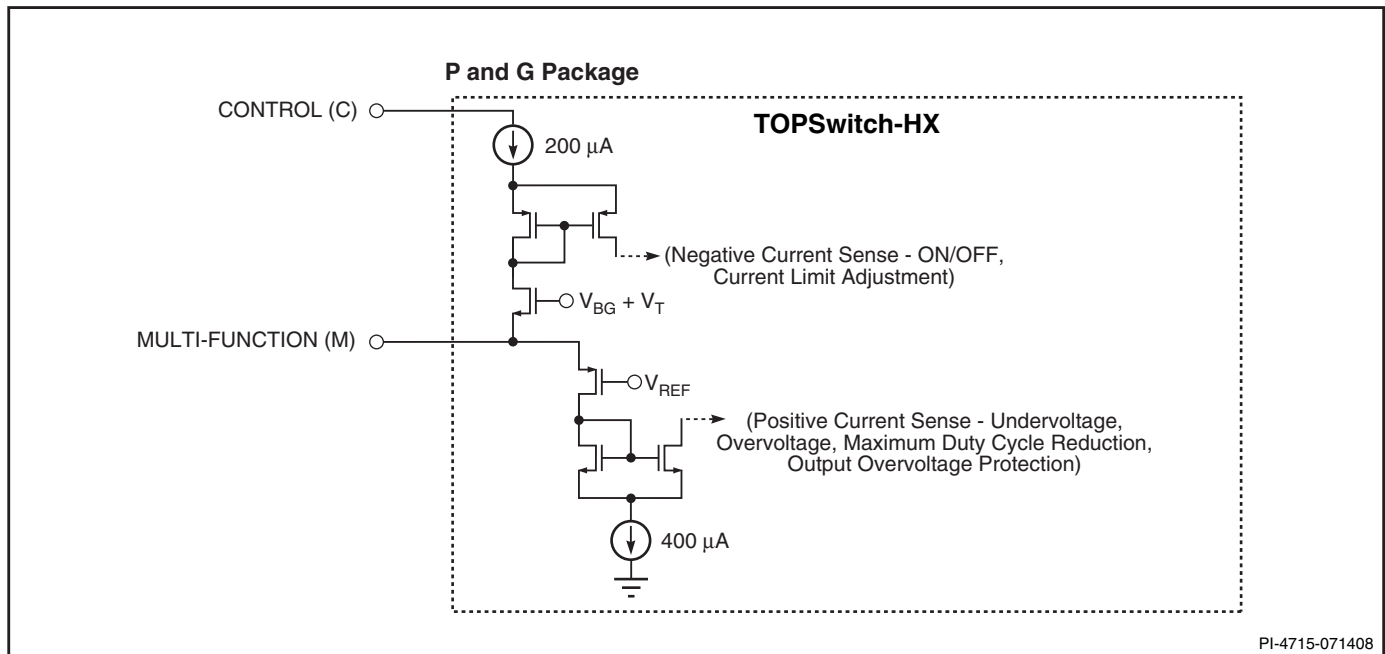 P and G Package
CONTROL (C)
TOPSwitch-HX
200 μA
(Negative Current Sense - ON/OFF,
Current Limit Adjustment)
V_BG + V_T
MULTI-FUNCTION (M)
V_REF
(Positive Current Sense - Undervoltage,
Overvoltage, Maximum Duty Cycle Reduction,
Output Overvoltage Protection)
400 μA
PI-4715-071408